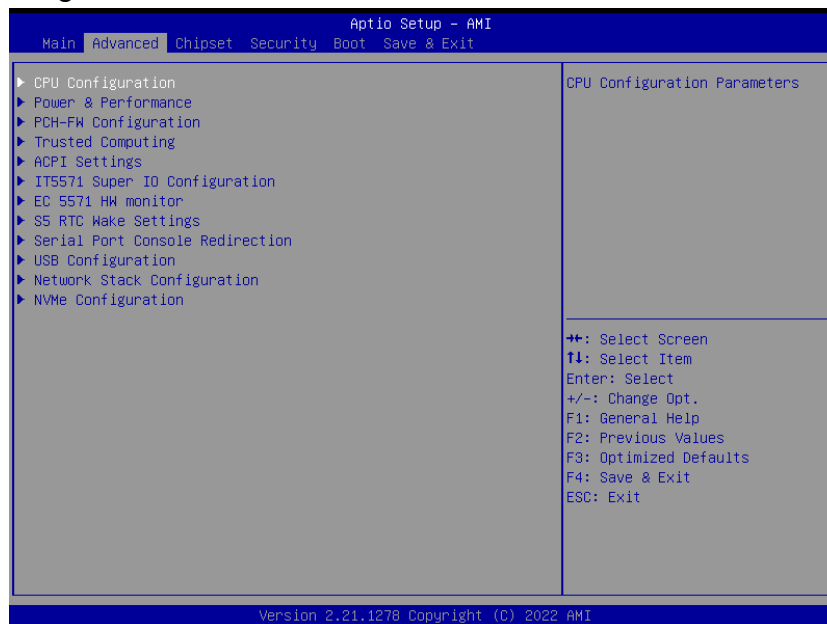 Aptio Setup – AMI
Main Advanced Chipset Security Boot Save & Exit
CPU Configuration
Power & Performance
PCH-FW Configuration
Trusted Computing
ACPI Settings
IT5571 Super IO Configuration
EC 5571 HW monitor
S5 RTC Wake Settings
Serial Port Console Redirection
USB Configuration
Network Stack Configuration
NVMe Configuration
CPU Configuration Parameters
→←: Select Screen
↑↓: Select Item
Enter: Select
+/-: Change Opt.
F1: General Help
F2: Previous Values
F3: Optimized Defaults
F4: Save & Exit
ESC: Exit
Version 2.21.1278 Copyright (C) 2022 AMI